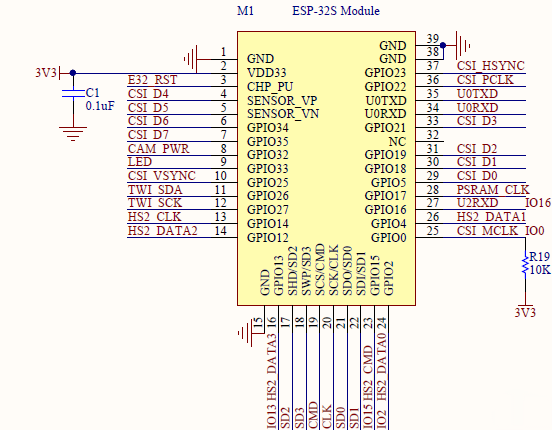 M1 ESP-32S Module
3V3
C1
0.1uF
1 GND
2 VDD33
E32_RST 3 CHP_PU
CSI_D4 4 SENSOR_VP
CSI_D5 5 SENSOR_VN
CSI_D6 6 GPIO34
CSI_D7 7 GPIO35
CAM_PWR 8 GPIO32
LED 9 GPIO33
CSI_VSYNC 10 GPIO25
TWI_SDA 11 GPIO26
TWI_SCK 12 GPIO27
HS2_CLK 13 GPIO14
HS2_DATA2 14 GPIO12
GND 39
GND 38
GPIO23 37 CSI_HSYNC
GPIO22 36 CSI_PCLK
U0TXD 35 U0TXD
U0RXD 34 U0RXD
GPIO21 33 CSI_D3
NC 32
GPIO19 31 CSI_D2
GPIO18 30 CSI_D1
GPIO5 29 CSI_D0
GPIO17 28 PSRAM_CLK
GPIO16 27 U2RXD IO16
GPIO4 26 HS2_DATA1
GPIO0 25 CSI_MCLK IO0
R19
10K
3V3
GND 15
GPIO13 16 IO13 HS2_DATA3
SHD/SD2 17 SD2
SWP/SD3 18 SD3
SCS/CMD 19 CMD
SCK/CLK 20 CLK
SDO/SD0 21 SD0
SDI/SD1 22 SD1
GPIO15 23 IO15 HS2_CMD
GPIO2 24 IO2 HS2_DATA0